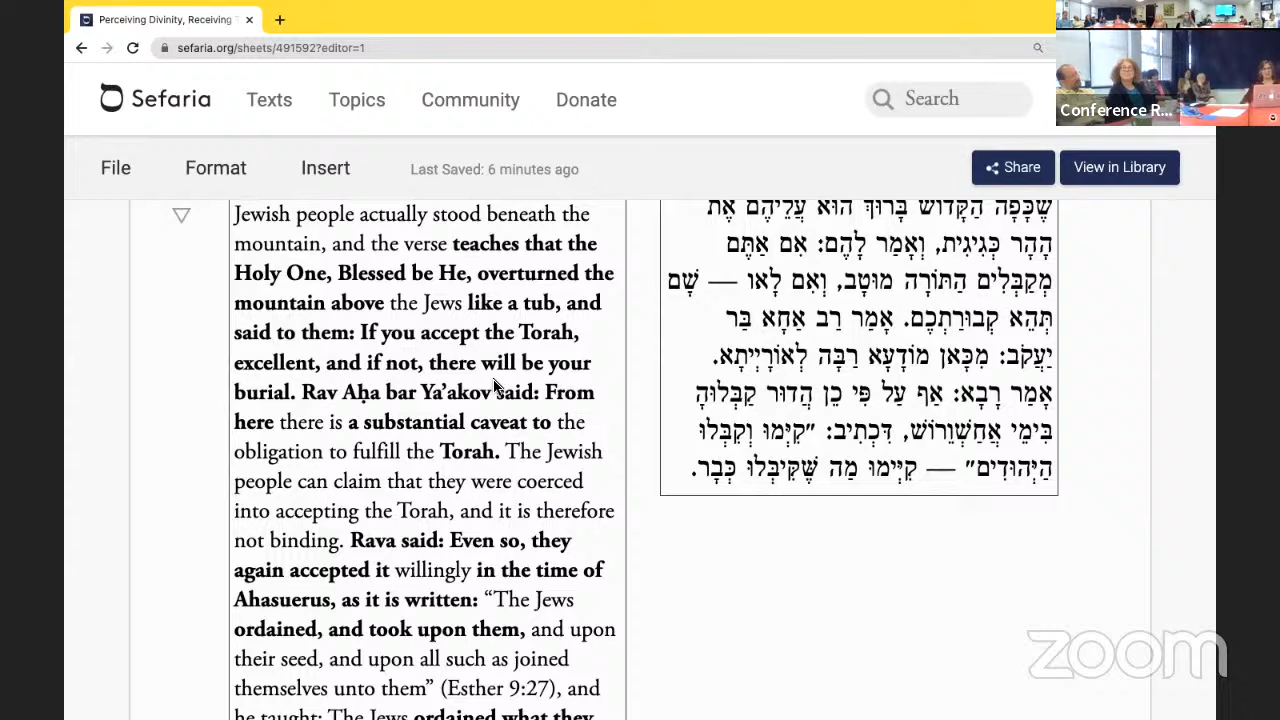 Perceiving Divinity, Receiving T
sefaria.org/sheets/491592?editor=1
Sefaria
Texts
Topics
Community
Donate
Search
Conference R...
File
Format
Insert
Last Saved: 6 minutes ago
Share
View in Library
Jewish people actually stood beneath the
mountain, and the verse teaches that the
Holy One, Blessed be He, overturned the
mountain above the Jews like a tub, and
said to them: If you accept the Torah,
excellent, and if not, there will be your
burial. Rav Aḥa bar Ya’akov said: From
here there is a substantial caveat to the
obligation to fulfill the Torah. The Jewish
people can claim that they were coerced
into accepting the Torah, and it is therefore
not binding. Rava said: Even so, they
again accepted it willingly in the time of
Ahasuerus, as it is written: “The Jews
ordained, and took upon them, and upon
their seed, and upon all such as joined
themselves unto them” (Esther 9:27), and
he taught: The Jews ordained what they
שֶׁכָּפָה הַקָּדוֹשׁ בָּרוּךְ הוּא עֲלֵיהֶם אֶת
הָהָר כְּגִיגִית, וְאָמַר לָהֶם: אִם אַתֶּם
מְקַבְּלִים הַתּוֹרָה מוּטָב, וְאִם לָאו — שָׁם
תְּהֵא קְבוּרַתְכֶם. אָמַר רַב אַחָא בַּר
יַעֲקֹב: מִכָּאן מוֹדָעָא רַבָּה לְאוֹרָיְיתָא.
אָמַר רָבָא: אַף עַל פִּי כֵן הֲדוּר קַבְּלוּהָ
בִּימֵי אֲחַשְׁוֵרוֹשׁ, דִּכְתִיב: ״קִיְּמוּ וְקִבְּלוּ
הַיְּהוּדִים״ — קִיְּימוּ מַה שֶּׁקִּיבְּלוּ כְּבָר.
zoom